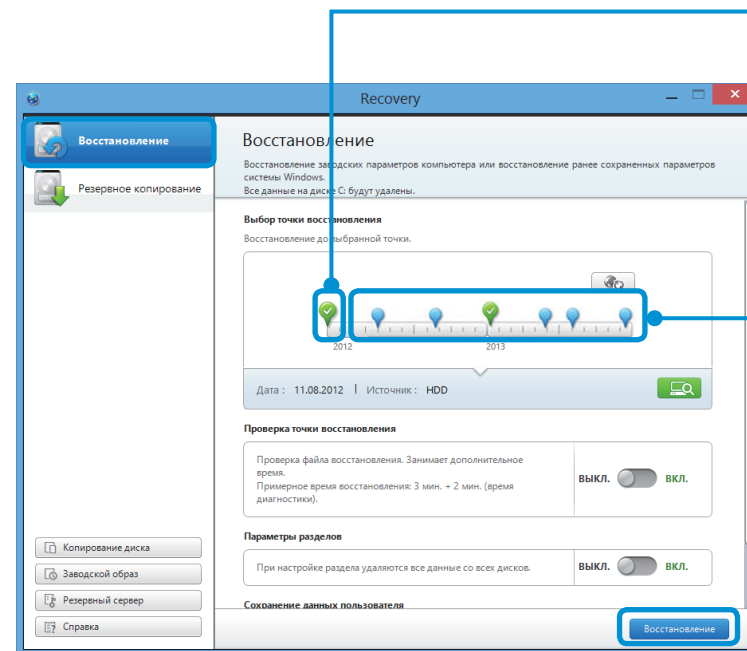 Recovery
Восстановление
Резервное копирование
Восстановление
Восстановление заводских параметров компьютера или восстановление ранее сохраненных параметров
системы Windows.
Все данные на диске C: будут удалены.
Выбор точки восстановления
Восстановление до выбранной точки.
2012 2013
Дата : 11.08.2012 | Источник : HDD
Проверка точки восстановления
Проверка файла восстановления. Занимает дополнительное
время.
Примерное время восстановления: 3 мин. + 2 мин. (время
диагностики).
ВЫКЛ. ВКЛ.
Параметры разделов
При настройке раздела удаляются все данные со всех дисков.
ВЫКЛ. ВКЛ.
Сохранение данных пользователя
Копирование диска
Заводской образ
Резервный сервер
Справка
Восстановление